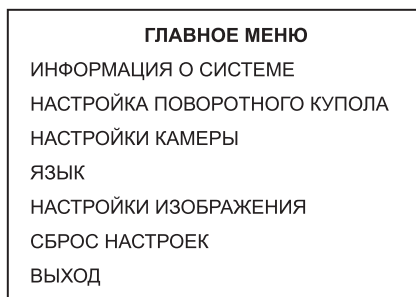 ГЛАВНОЕ МЕНЮ
ИНФОРМАЦИЯ О СИСТЕМЕ
НАСТРОЙКА ПОВОРОТНОГО КУПОЛА
НАСТРОЙКИ КАМЕРЫ
ЯЗЫК
НАСТРОЙКИ ИЗОБРАЖЕНИЯ
СБРОС НАСТРОЕК
ВЫХОД